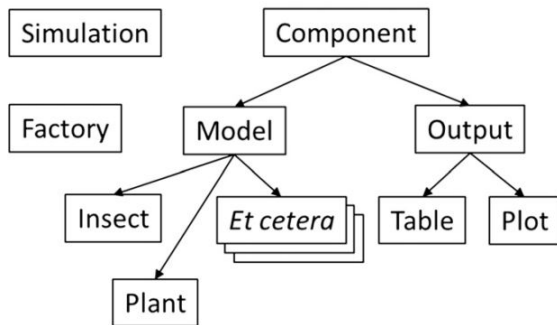 Simulation
Component
Factory
Model
Output
Insect
Et cetera
Table
Plot
Plant